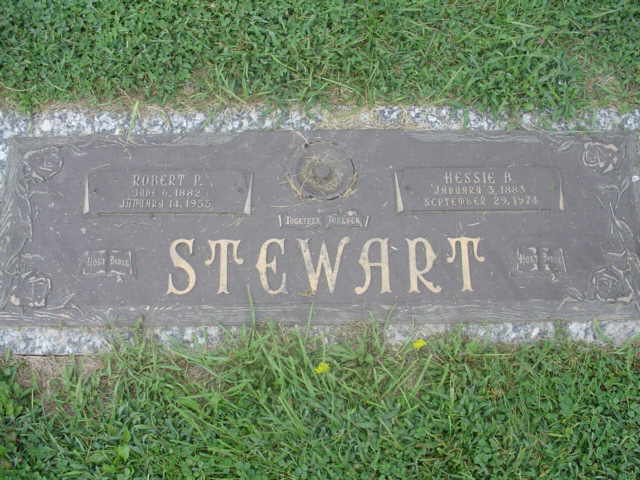 ROBERT P.
JUNE 6, 1882
JANUARY 14, 1955
HESSIE A.
JANUARY 3, 1883
SEPTEMBER 29, 1974
TOGETHER FOREVER
HOLY BIBLE
STEWART
HOLY BIBLE